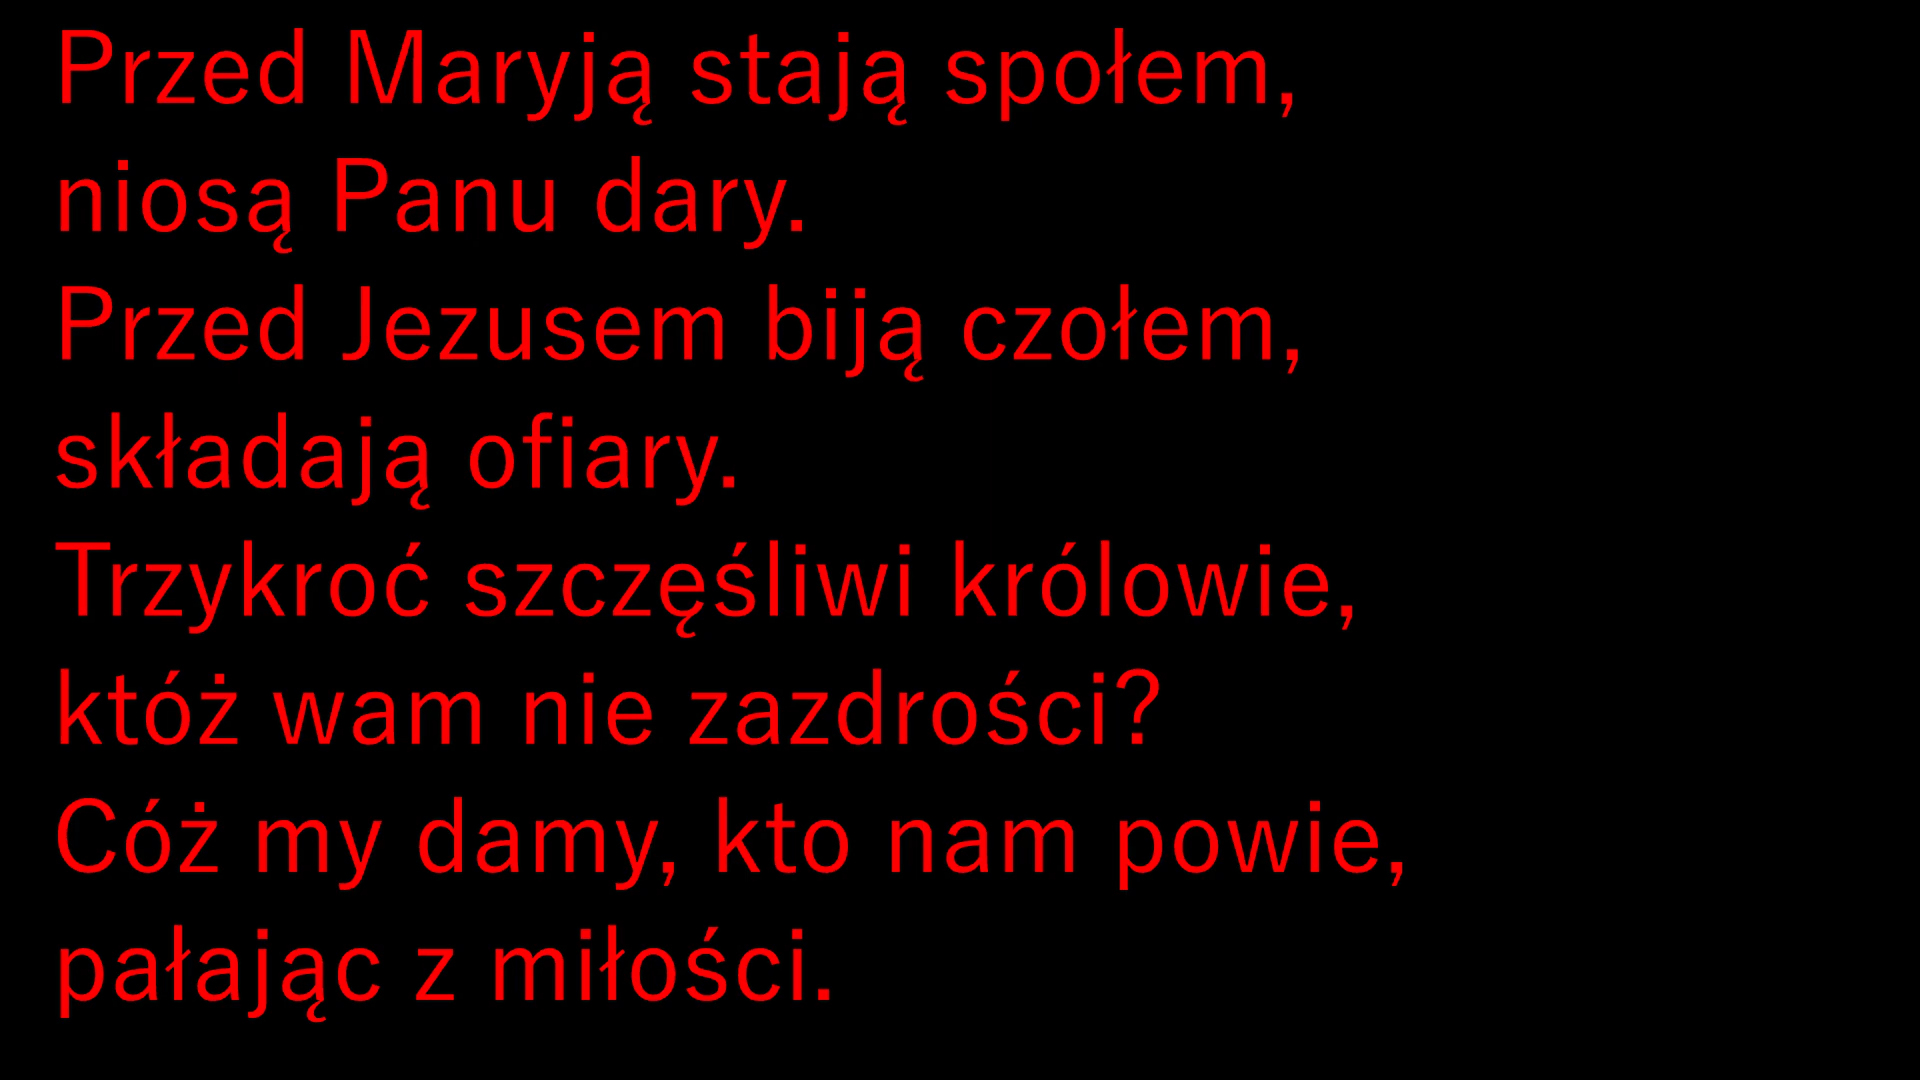 Przed Maryją stają społem,
niosą Panu dary.
Przed Jezusem biją czołem,
składają ofiary.
Trzykroć szczęśliwi królowie,
któż wam nie zazdrości?
Cóż my damy, kto nam powie,
pałając z miłości.